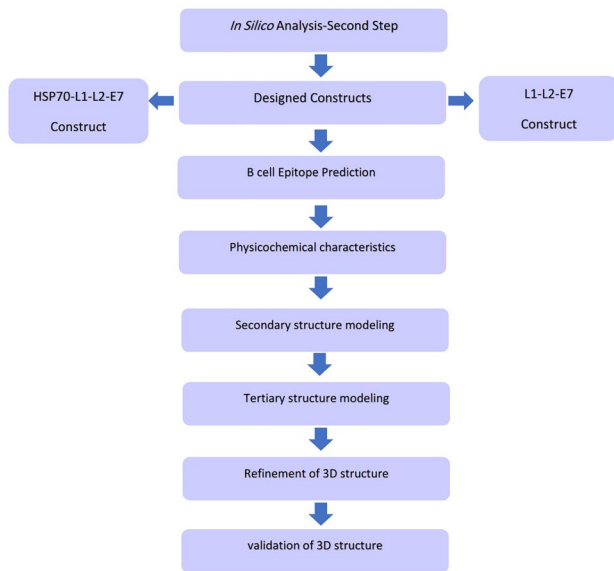 In Silico Analysis-Second Step
HSP70-L1-L2-E7
Construct
Designed Constructs
L1-L2-E7
Construct
B cell Epitope Prediction
Physicochemical characteristics
Secondary structure modeling
Tertiary structure modeling
Refinement of 3D structure
validation of 3D structure